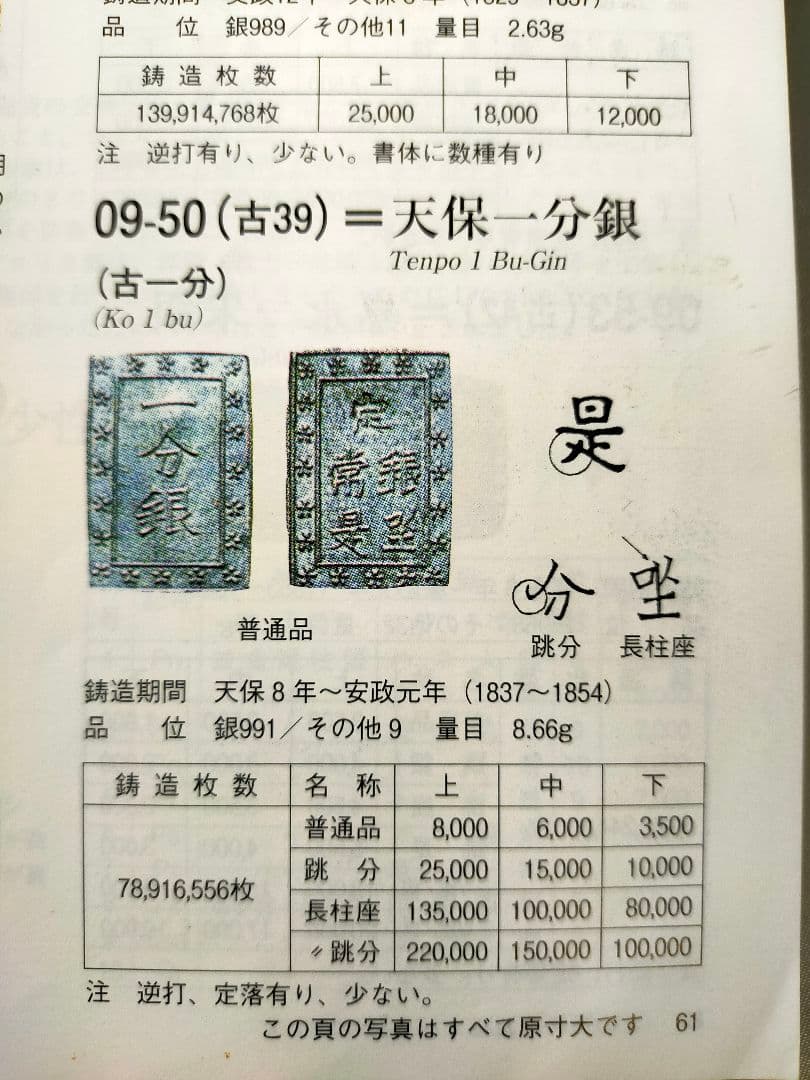 品 位 銀989／その他11 量目 2.63g
鋳造枚数 上 中 下
139,914,768枚 25,000 18,000 12,000
注 逆打有り、少ない。書体に数種有り
09-50（古39）＝天保一分銀
Tenpo 1 Bu-Gin
（古一分）
(Ko 1 bu)
一分銀
定
常是
銀座
是
分
座
普通品
跳分 長柱座
鋳造期間 天保8年～安政元年（1837～1854）
品 位 銀991／その他9 量目 8.66g
鋳造枚数 名称 上 中 下
78,916,556枚
普通品 8,000 6,000 3,500
跳分 25,000 15,000 10,000
長柱座 135,000 100,000 80,000
〃跳分 220,000 150,000 100,000
注 逆打、定落有り、少ない。
この頁の写真はすべて原寸大です 61